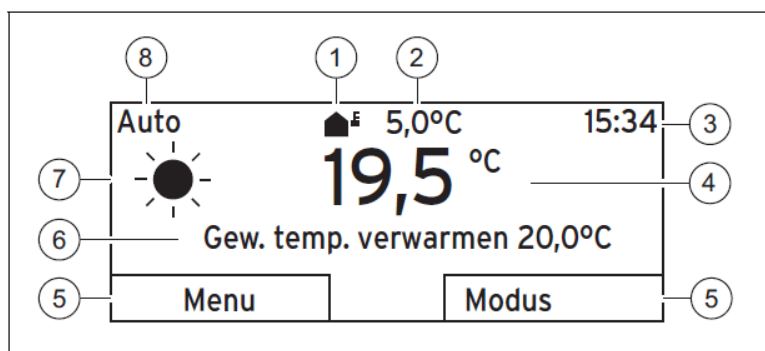 8 1 2
Auto 5,0°C 15:34 3
7 19,5 °C 4
6 Gew. temp. verwarmen 20,0°C
5 Menu Modus 5